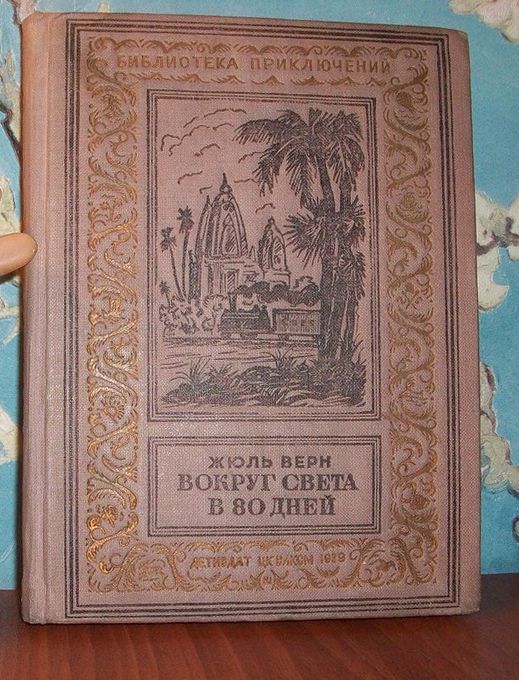 БИБЛИОТЕКА ПРИКЛЮЧЕНИЙ
ЖЮЛЬ ВЕРН
ВОКРУГ СВЕТА
В 80 ДНЕЙ
ДЕТИЗДАТ ЦК ВЛКСМ 1939